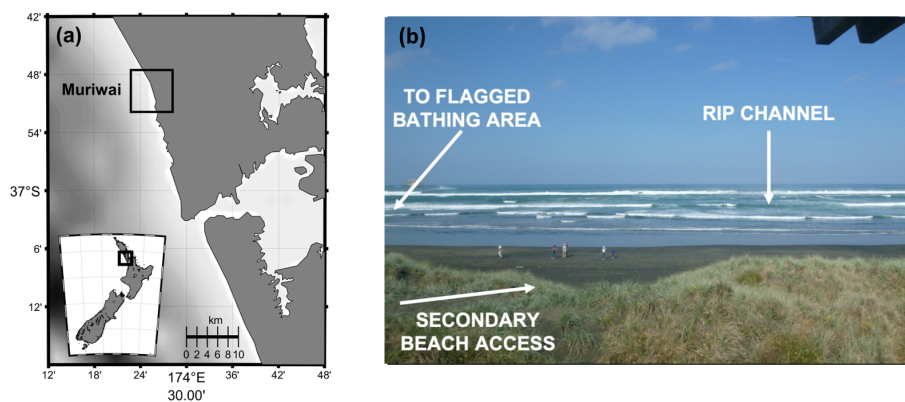 (a)
42'
48'
Muriwai
54'
37°S
6'
12'
km
0 2 4 6 8 10
12' 18' 24' 174°E 36' 42' 48'
30.00'
(b)
TO FLAGGED
BATHING AREA
RIP CHANNEL
SECONDARY
BEACH ACCESS